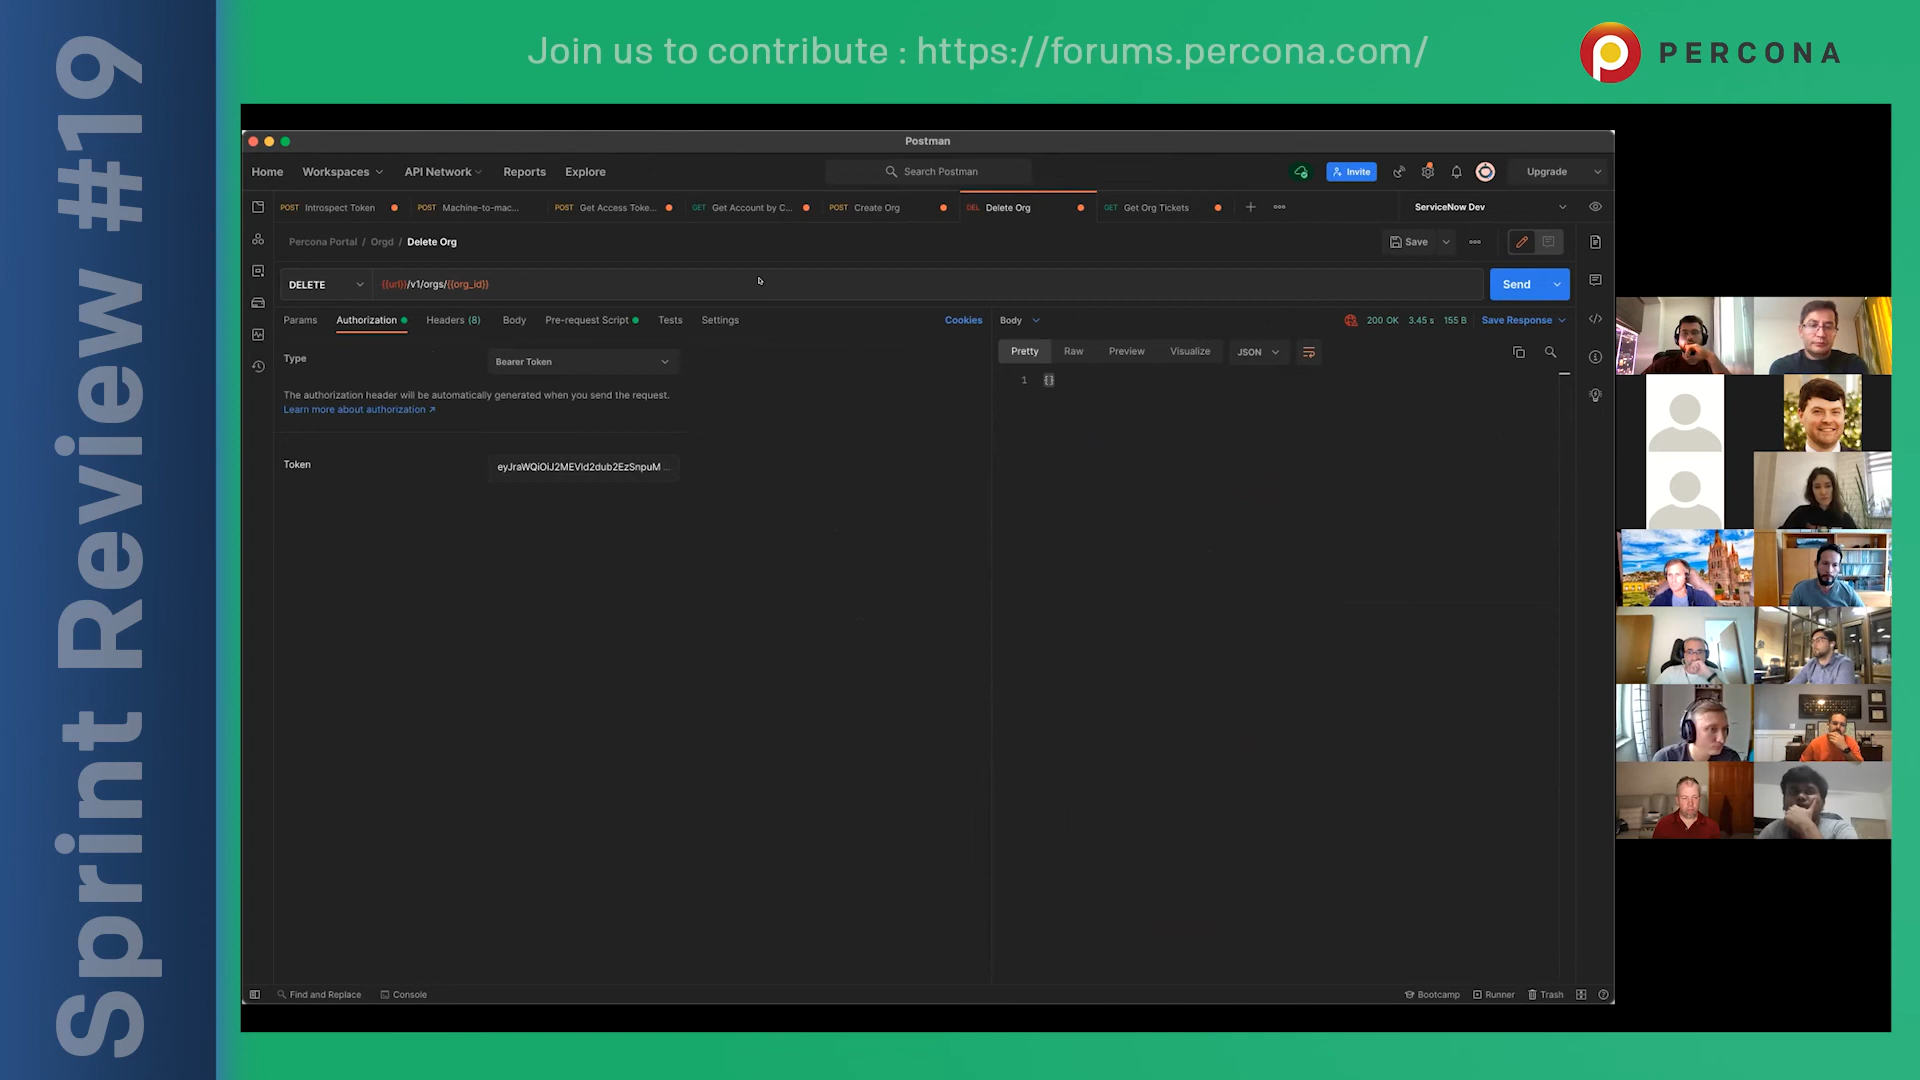 Sprint Review #19
Join us to contribute : https://forums.percona.com/
PERCONA
Postman
Home Workspaces API Network Reports Explore Search Postman Invite Upgrade
POST Introspect Token POST Machine-to-mac... POST Get Access Toke... GET Get Account by C... POST Create Org DEL Delete Org GET Get Org Tickets ServiceNow Dev
Percona Portal / Orgd / Delete Org Save
DELETE {{url}}/v1/orgs/{{org_id}} Send
Params Authorization Headers (8) Body Pre-request Script Tests Settings Cookies
Body 200 OK 3.45 s 155 B Save Response
Pretty Raw Preview Visualize JSON
1 {}
Type Bearer Token
The authorization header will be automatically generated when you send the request.
Learn more about authorization ↗
Token
Find and Replace Console Bootcamp Runner Trash